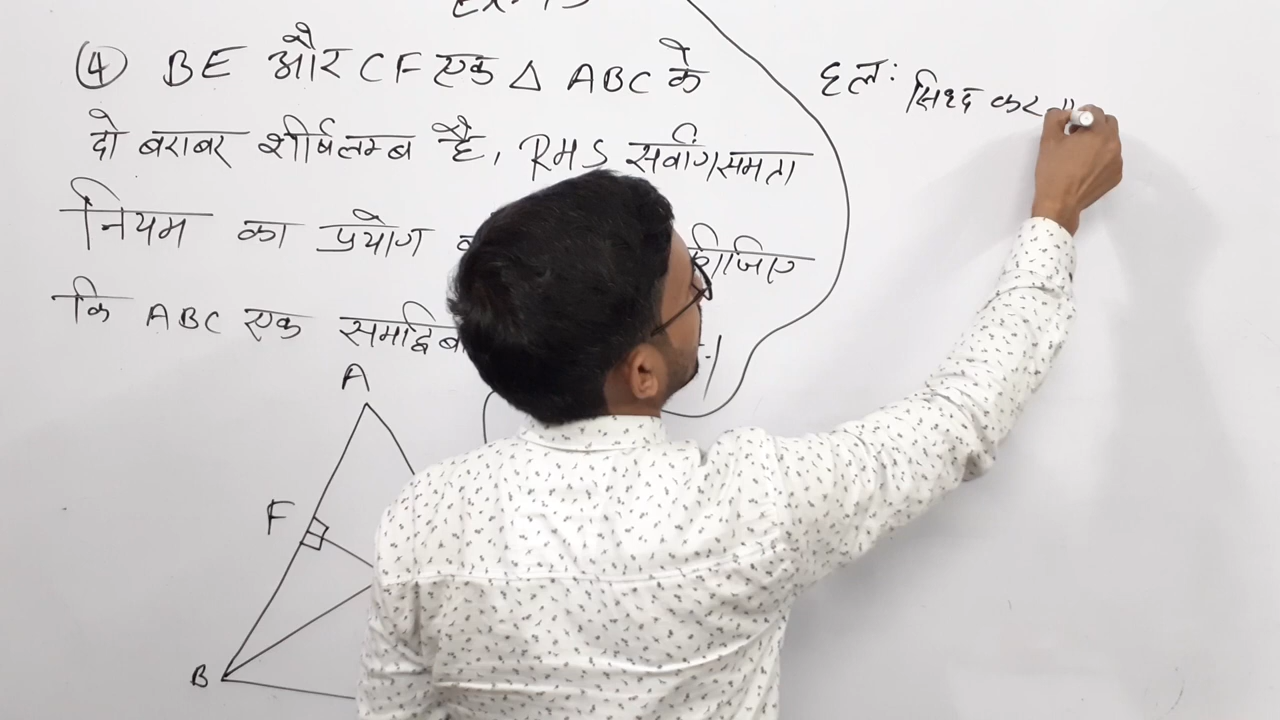 ④ BE और CF एक △ ABC के
दो बराबर शीर्षलम्ब है, RHS सर्वांगसमता
नियम का प्रयोग
कि ABC एक
हल: सिध्द कर
A
F
B